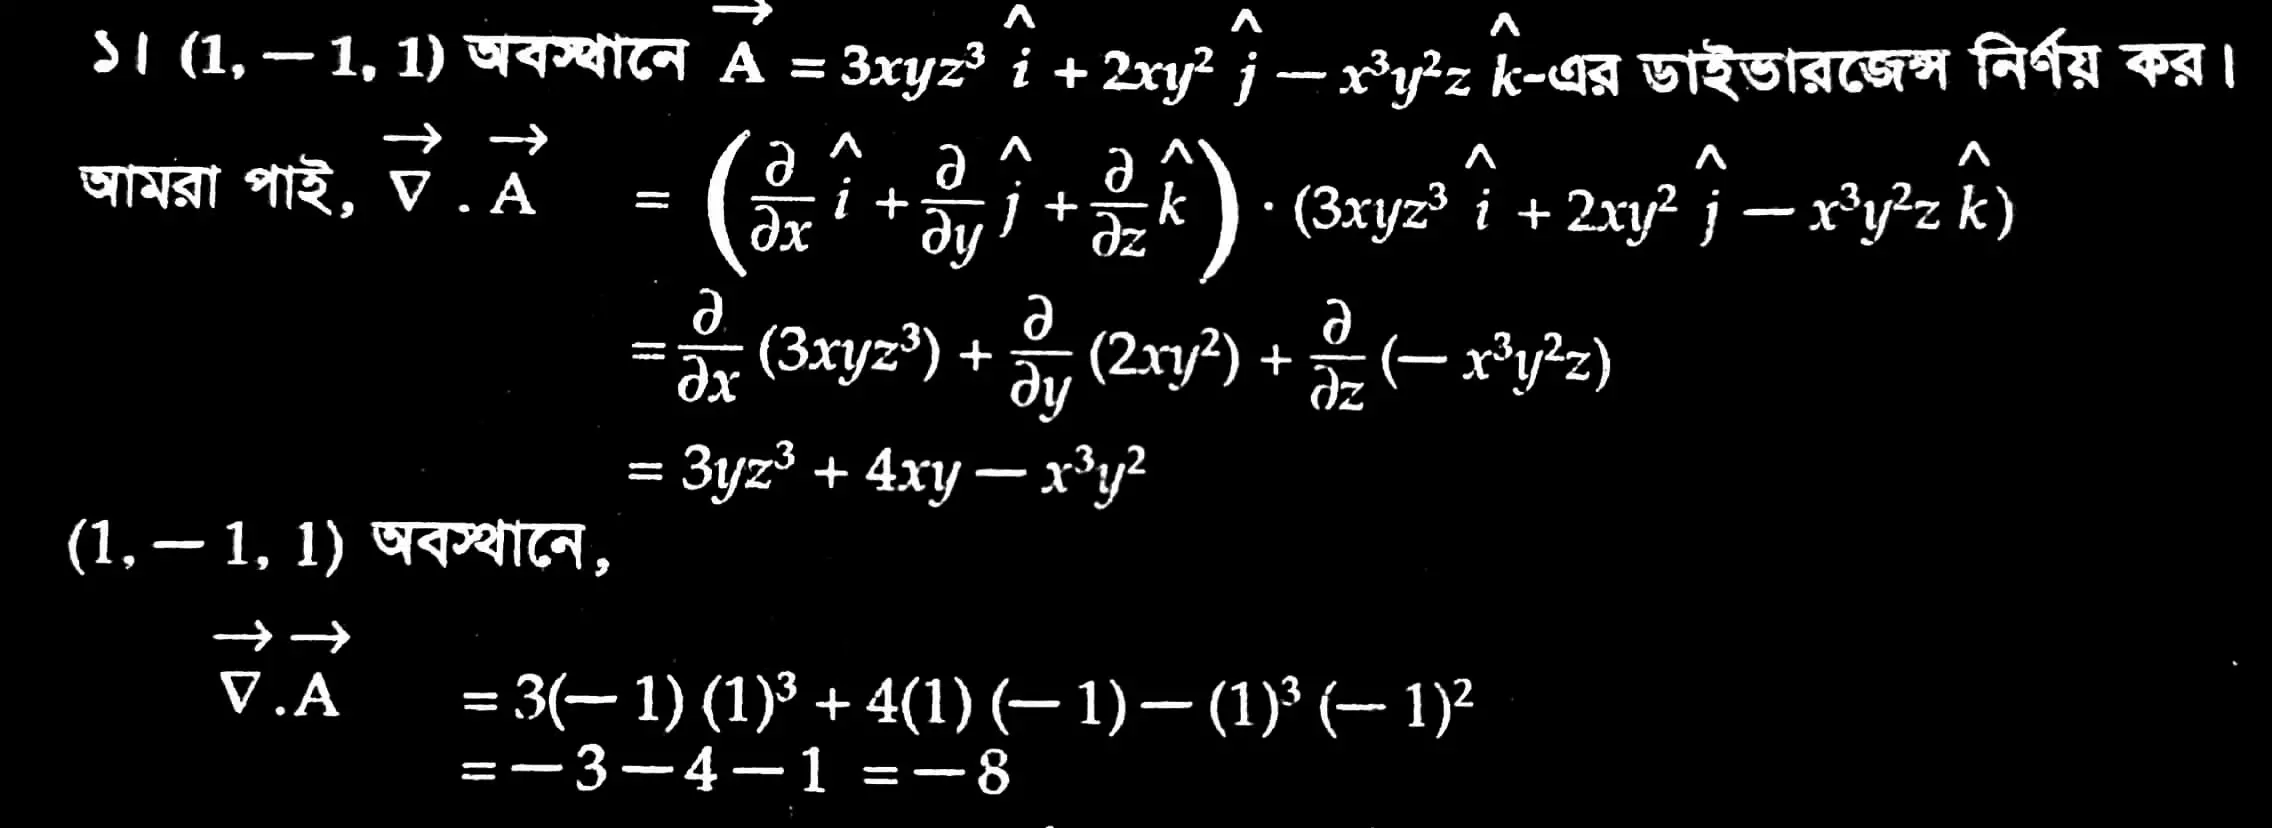 ১। (1, – 1, 1) অবস্থানে A⃗ = 3xyz³ î + 2xy² ĵ – x³y²z k̂-এর ডাইভারজেন্স নির্ণয় কর।
আমরা পাই, ∇⃗ . A⃗ = (∂/∂x î + ∂/∂y ĵ + ∂/∂z k̂) · (3xyz³ î + 2xy² ĵ – x³y²z k̂)
= ∂/∂x (3xyz³) + ∂/∂y (2xy²) + ∂/∂z (– x³y²z)
= 3yz³ + 4xy – x³y²
(1, – 1, 1) অবস্থানে,
∇⃗.A⃗ = 3(– 1) (1)³ + 4(1) (– 1) – (1)³ (– 1)²
= – 3 – 4 – 1 = – 8